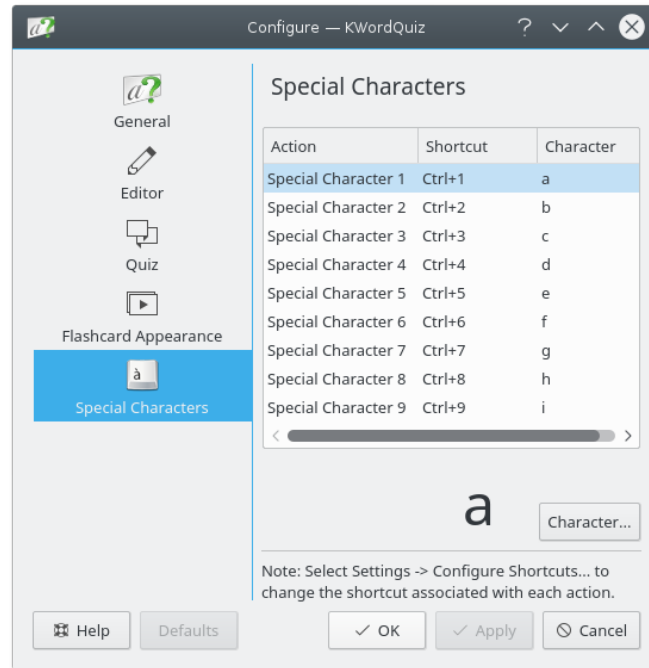 Configure — KWordQuiz
General
Editor
Quiz
Flashcard Appearance
Special Characters
Special Characters
Action Shortcut Character
Special Character 1 Ctrl+1 a
Special Character 2 Ctrl+2 b
Special Character 3 Ctrl+3 c
Special Character 4 Ctrl+4 d
Special Character 5 Ctrl+5 e
Special Character 6 Ctrl+6 f
Special Character 7 Ctrl+7 g
Special Character 8 Ctrl+8 h
Special Character 9 Ctrl+9 i
a
Character...
Note: Select Settings -> Configure Shortcuts... to
change the shortcut associated with each action.
Help Defaults OK Apply Cancel